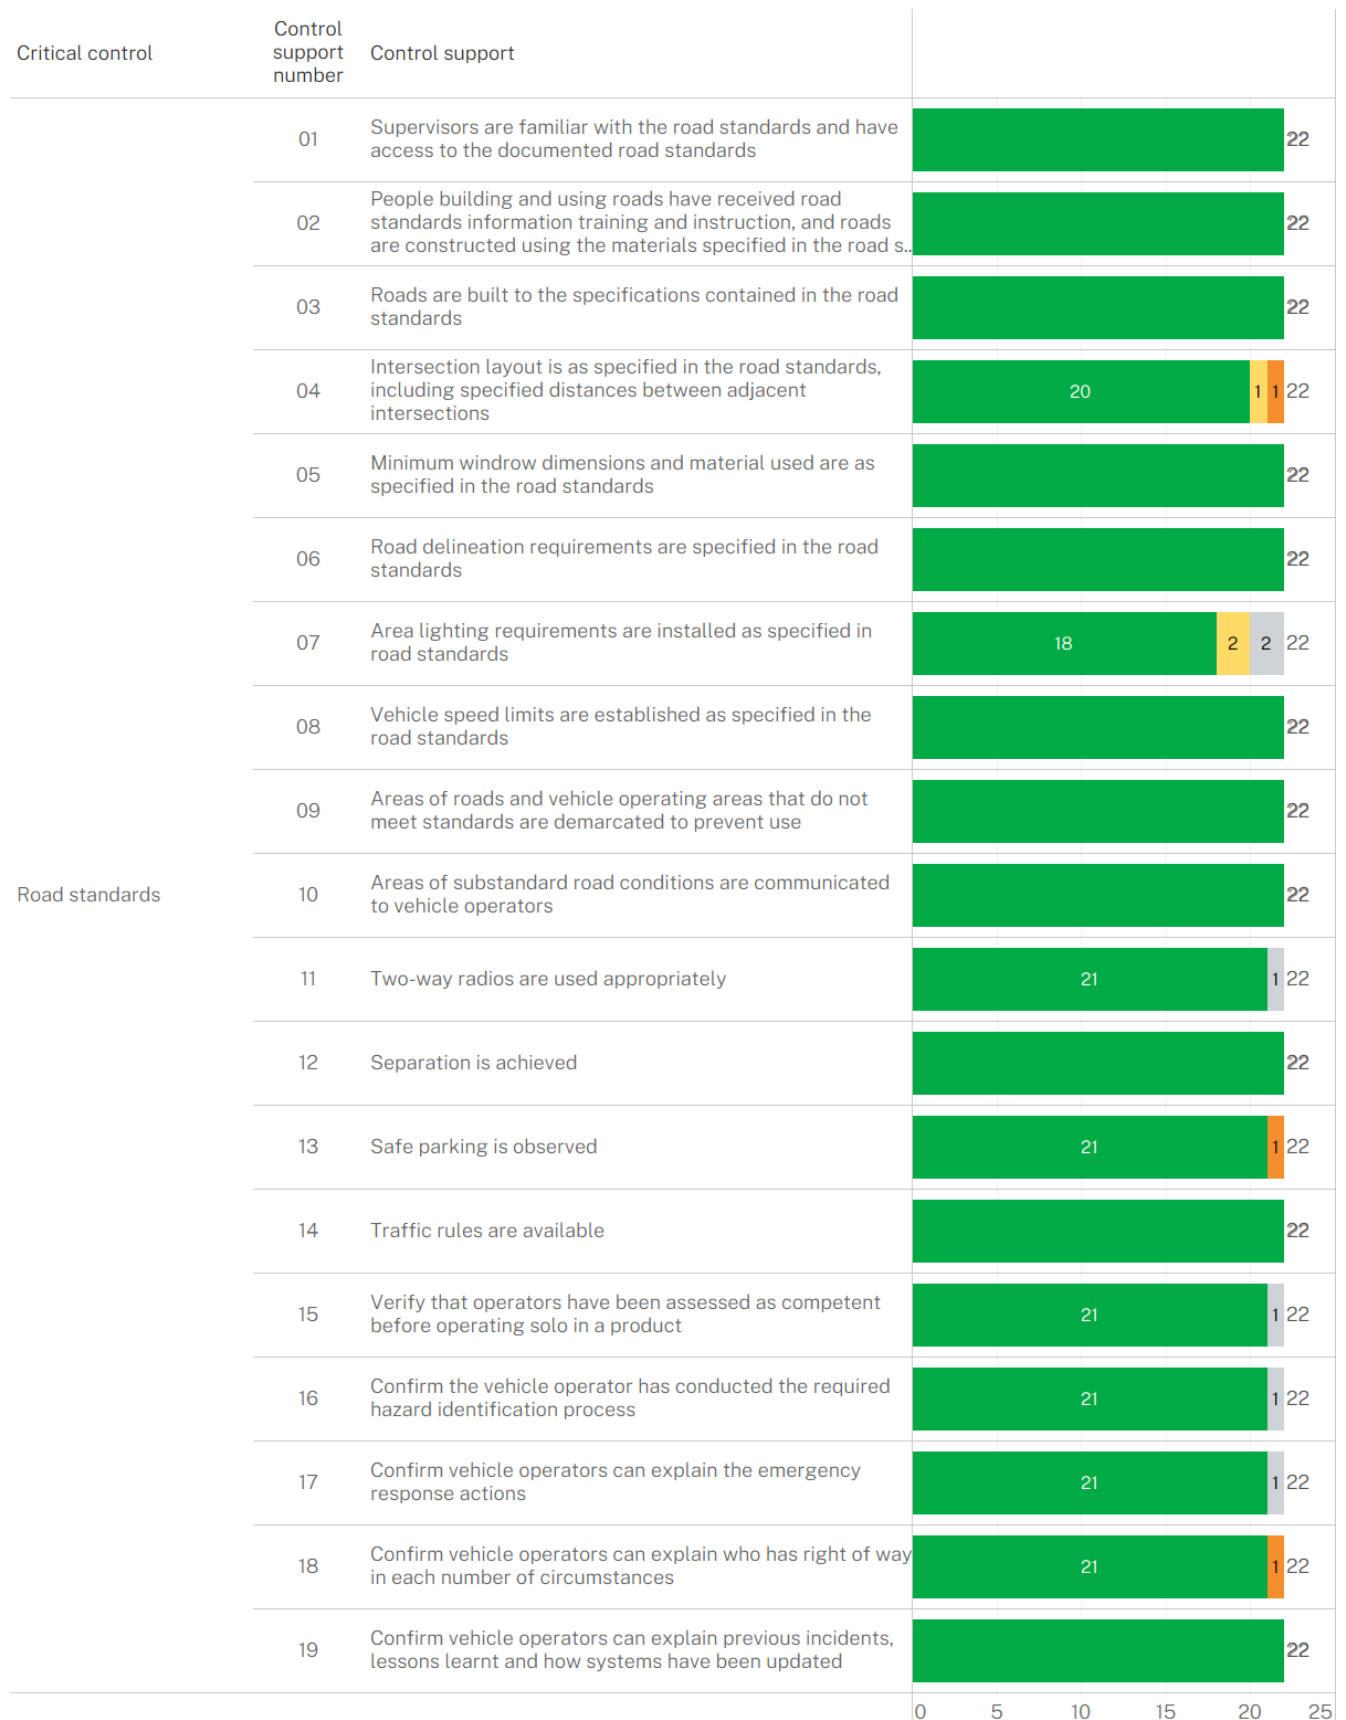 Critical control
Control
support
number
Control support
01
Supervisors are familiar with the road standards and have
access to the documented road standards
22
02
People building and using roads have received road
standards information training and instruction, and roads
are constructed using the materials specified in the road s..
22
03
Roads are built to the specifications contained in the road
standards
22
04
Intersection layout is as specified in the road standards,
including specified distances between adjacent
intersections
20 1 1 22
05
Minimum windrow dimensions and material used are as
specified in the road standards
22
06
Road delineation requirements are specified in the road
standards
22
07
Area lighting requirements are installed as specified in
road standards
18 2 2 22
08
Vehicle speed limits are established as specified in the
road standards
22
09
Areas of roads and vehicle operating areas that do not
meet standards are demarcated to prevent use
22
Road standards
10
Areas of substandard road conditions are communicated
to vehicle operators
22
11
Two-way radios are used appropriately
21 1 22
12
Separation is achieved
22
13
Safe parking is observed
21 1 22
14
Traffic rules are available
22
15
Verify that operators have been assessed as competent
before operating solo in a product
21 1 22
16
Confirm the vehicle operator has conducted the required
hazard identification process
21 1 22
17
Confirm vehicle operators can explain the emergency
response actions
21 1 22
18
Confirm vehicle operators can explain who has right of way
in each number of circumstances
21 1 22
19
Confirm vehicle operators can explain previous incidents,
lessons learnt and how systems have been updated
22
0 5 10 15 20 25